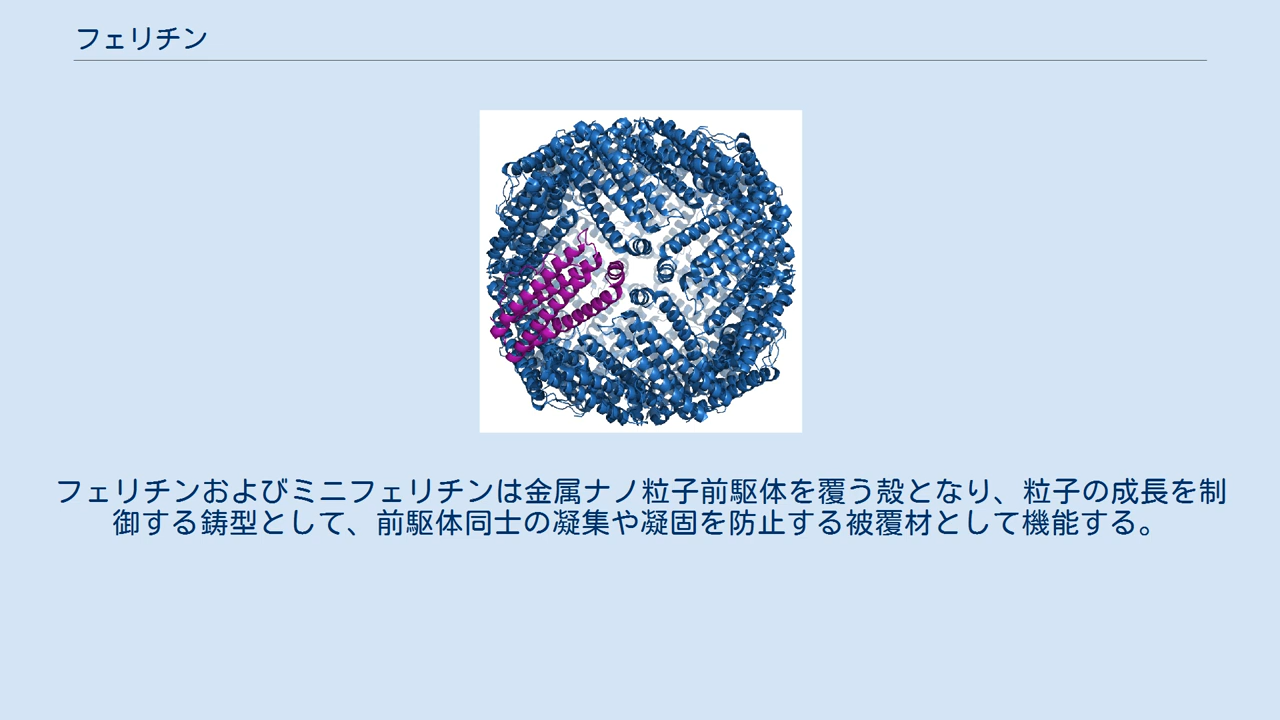 フェリチン
フェリチンおよびミニフェリチンは金属ナノ粒子前駆体を覆う殻となり、粒子の成長を制
御する鋳型として、前駆体同士の凝集や凝固を防止する被覆材として機能する。